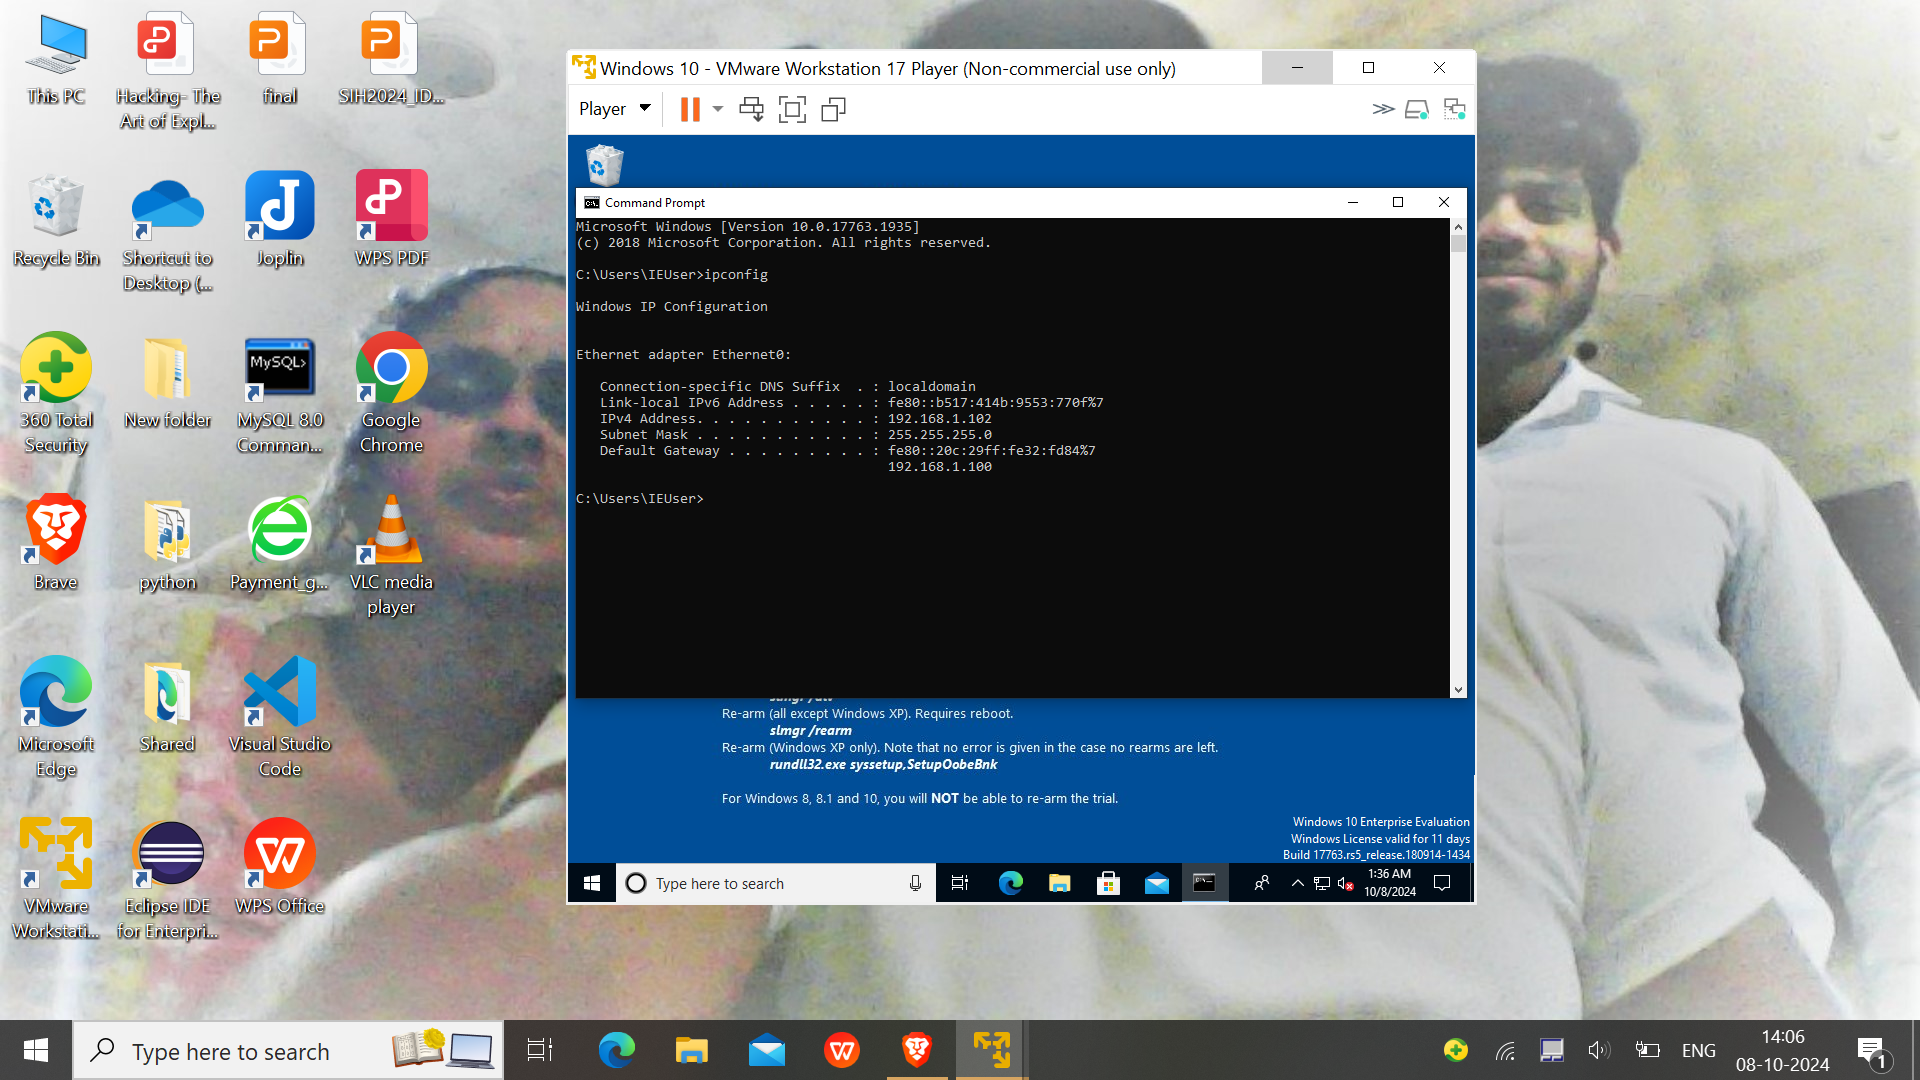 This PC
Hacking- The
Art of Expl...
final
SIH2024_ID...
Recycle Bin
Shortcut to
Desktop (...
Joplin
WPS PDF
360 Total
Security
New folder
MySQL>
MySQL 8.0
Comman...
Google
Chrome
Brave
python
Payment_g...
VLC media
player
Microsoft
Edge
Shared
Visual Studio
Code
VMware
Workstati...
Eclipse IDE
for Enterpri...
WPS Office
Windows 10 - VMware Workstation 17 Player (Non-commercial use only)
Player
Command Prompt
Microsoft Windows [Version 10.0.17763.1935]
(c) 2018 Microsoft Corporation. All rights reserved.
C:\Users\IEUser>ipconfig
Windows IP Configuration
Ethernet adapter Ethernet0:
Connection-specific DNS Suffix . : localdomain
Link-local IPv6 Address . . . . . : fe80::b517:414b:9553:770f%7
IPv4 Address. . . . . . . . . . . : 192.168.1.102
Subnet Mask . . . . . . . . . . . : 255.255.255.0
Default Gateway . . . . . . . . . : fe80::20c:29ff:fe32:fd84%7
192.168.1.100
C:\Users\IEUser>
Re-arm (all except Windows XP). Requires reboot.
slmgr /rearm
Re-arm (Windows XP only). Note that no error is given in the case no rearms are left.
rundll32.exe syssetup,SetupOobeBnk
For Windows 8, 8.1 and 10, you will NOT be able to re-arm the trial.
Windows 10 Enterprise Evaluation
Windows License valid for 11 days
Build 17763.rs5_release.180914-1434
Type here to search
1:36 AM
10/8/2024
Type here to search
ENG
14:06
08-10-2024
1